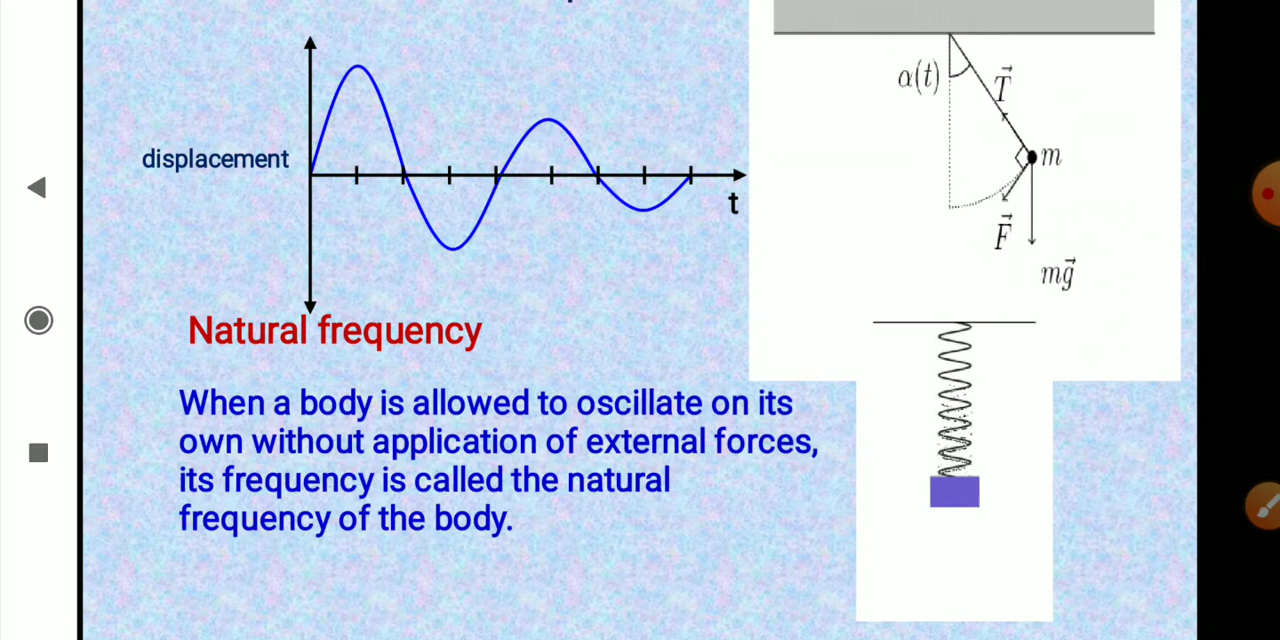 displacement
t
α(t)
T⃗
m
F⃗
mg⃗
Natural frequency
When a body is allowed to oscillate on its
own without application of external forces,
its frequency is called the natural
frequency of the body.